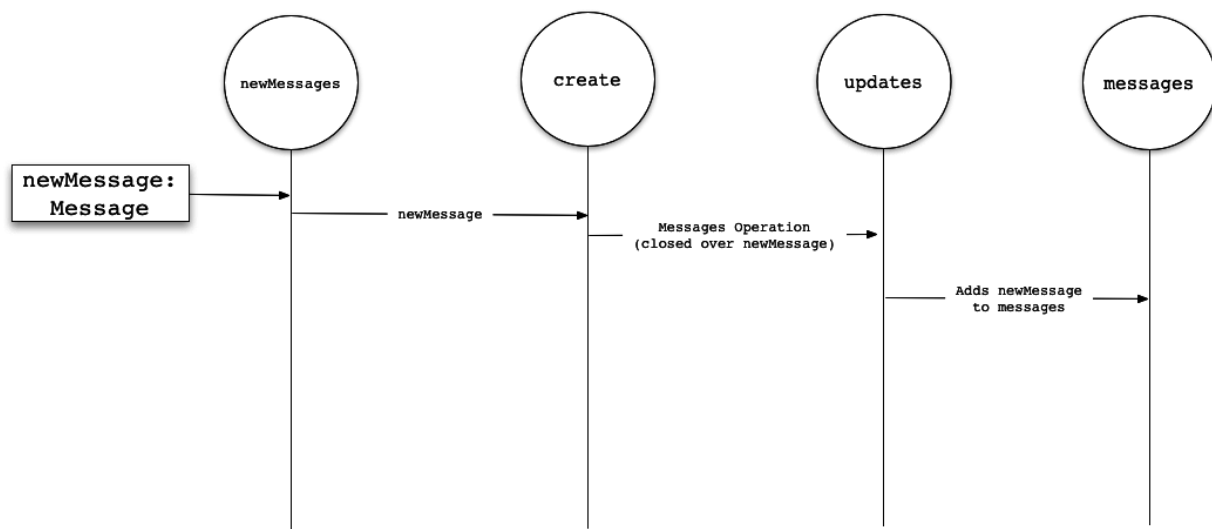 newMessages
create
updates
messages
newMessage:
Message
newMessage
Messages Operation
(closed over newMessage)
Adds newMessage
to messages